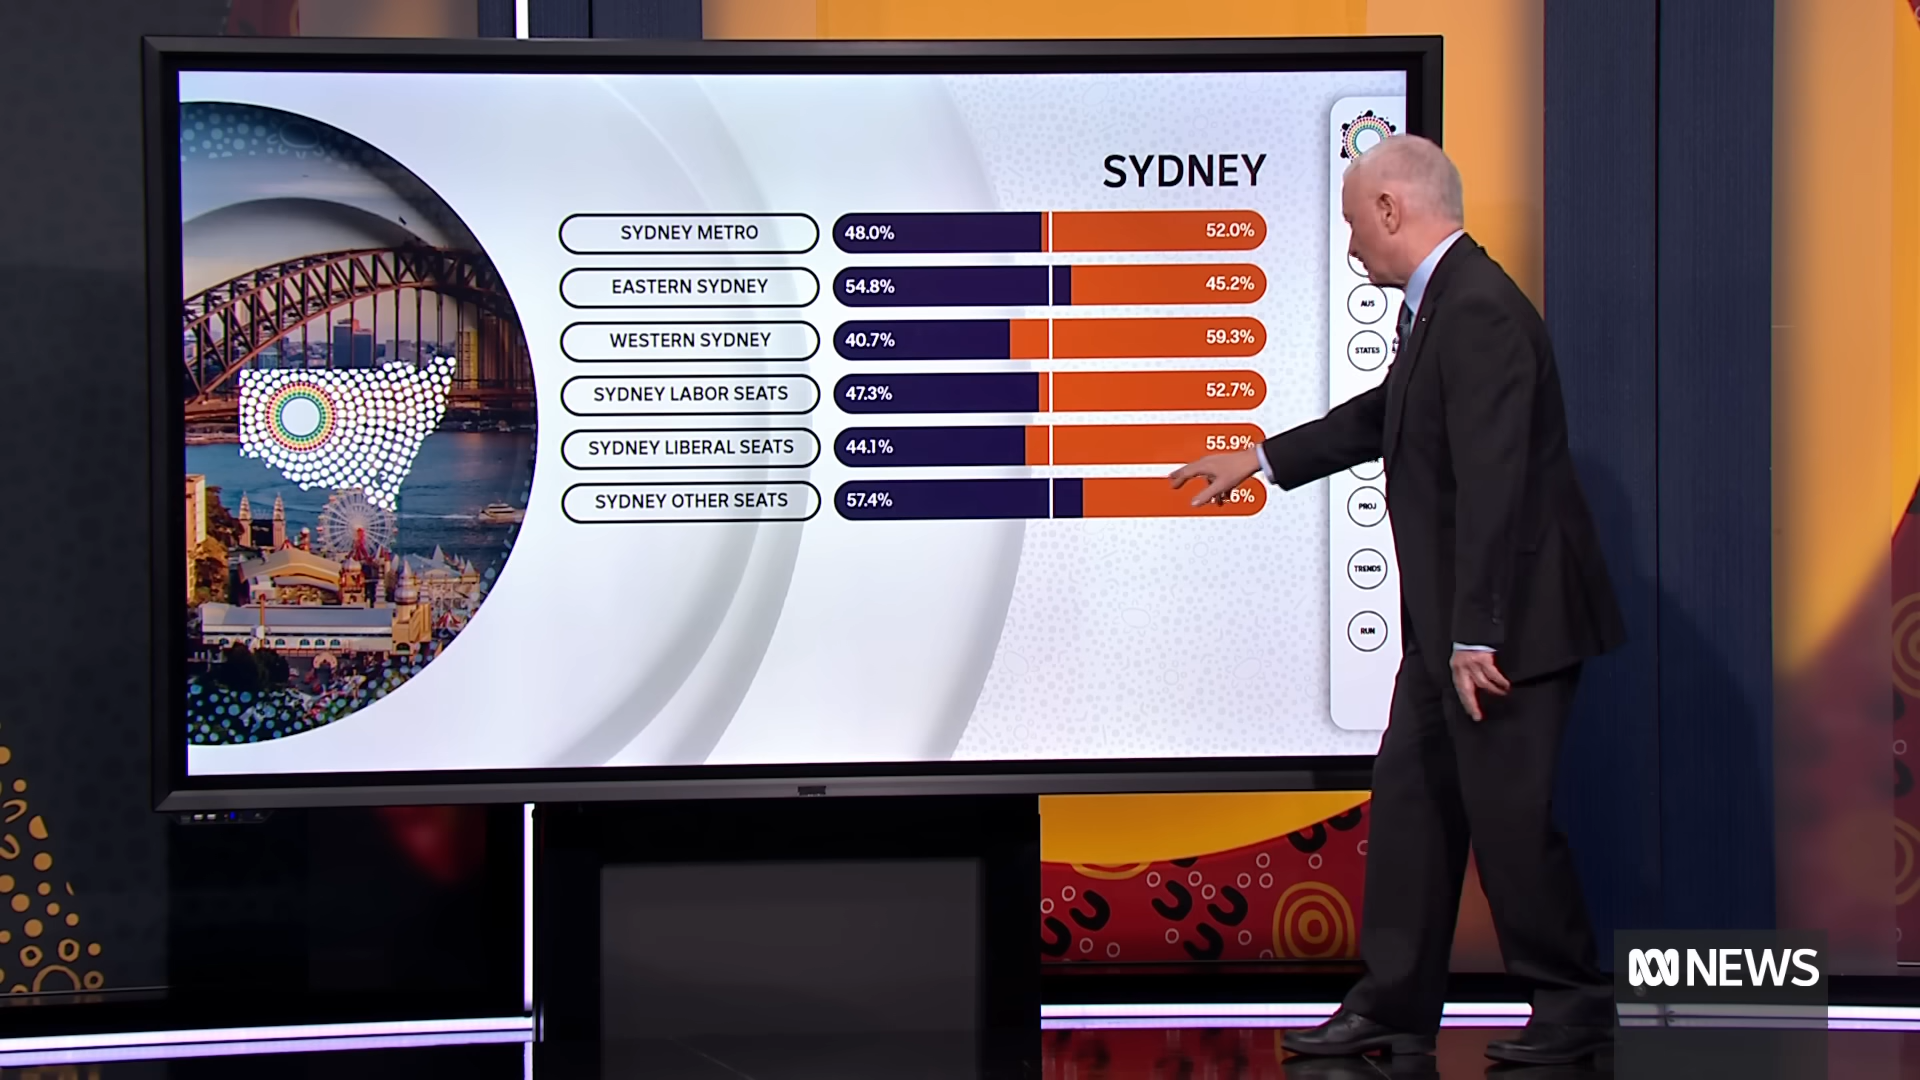 SYDNEY
SYDNEY METRO 48.0% 52.0%
EASTERN SYDNEY 54.8% 45.2%
WESTERN SYDNEY 40.7% 59.3%
SYDNEY LABOR SEATS 47.3% 52.7%
SYDNEY LIBERAL SEATS 44.1% 55.9%
SYDNEY OTHER SEATS 57.4%
AUS
STATES
PROJ
TRENDS
RUN
NEWS